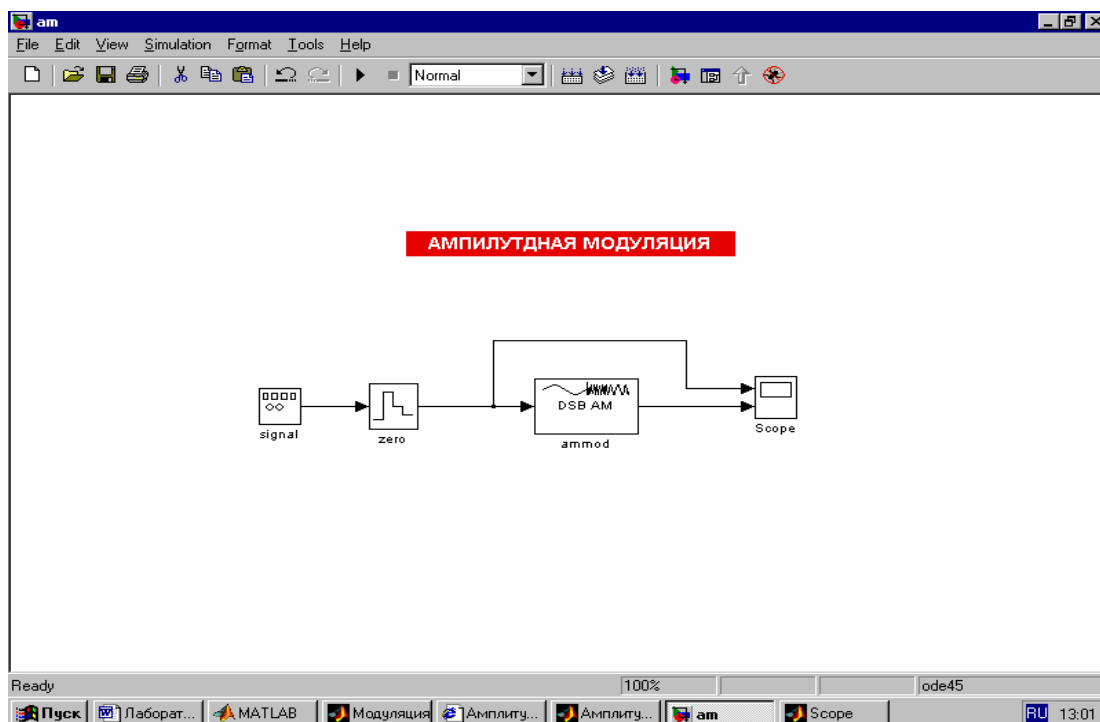 am
File Edit View Simulation Format Tools Help
Normal
АМПИЛУТДНАЯ МОДУЛЯЦИЯ
signal
zero
DSB AM
ammod
Scope
Ready 100% ode45
Пуск Лаборат... MATLAB Модуляция Амплиту... Амплиту... am Scope RU 13:01